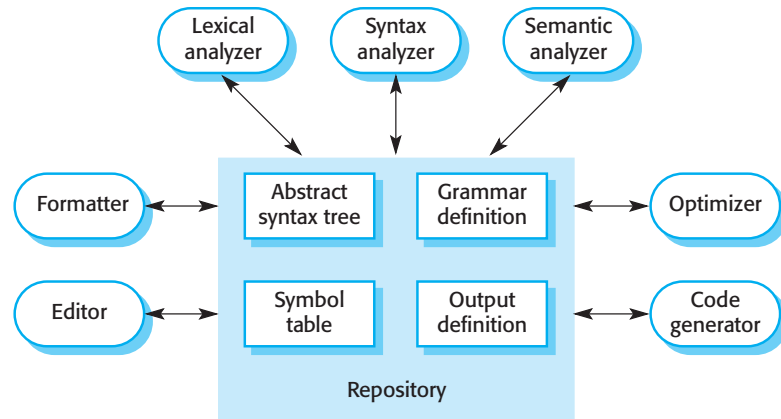 Lexical
analyzer
Syntax
analyzer
Semantic
analyzer
Formatter
Abstract
syntax tree
Grammar
definition
Optimizer
Editor
Symbol
table
Output
definition
Code
generator
Repository